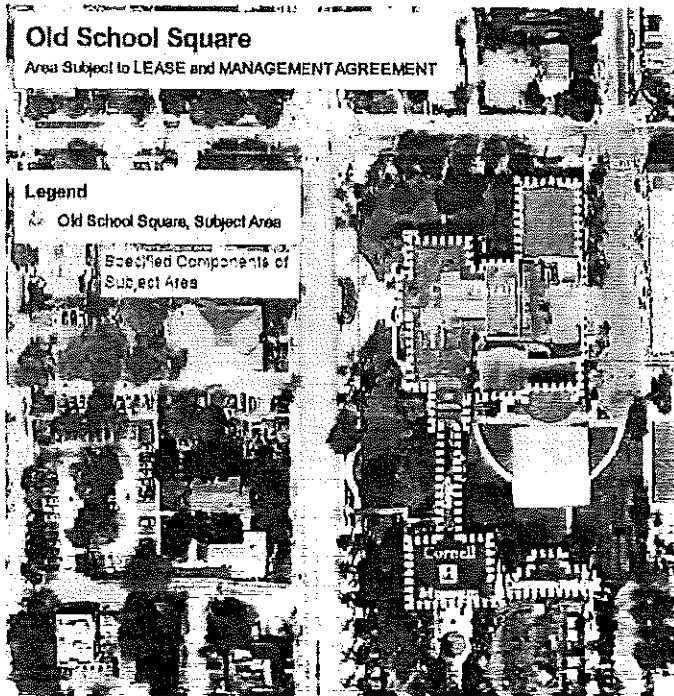 Old School Square
Area Subject to LEASE and MANAGEMENT AGREEMENT
Legend
Old School Square, Subject Area
Specified Components of
Subject Area
Cornell